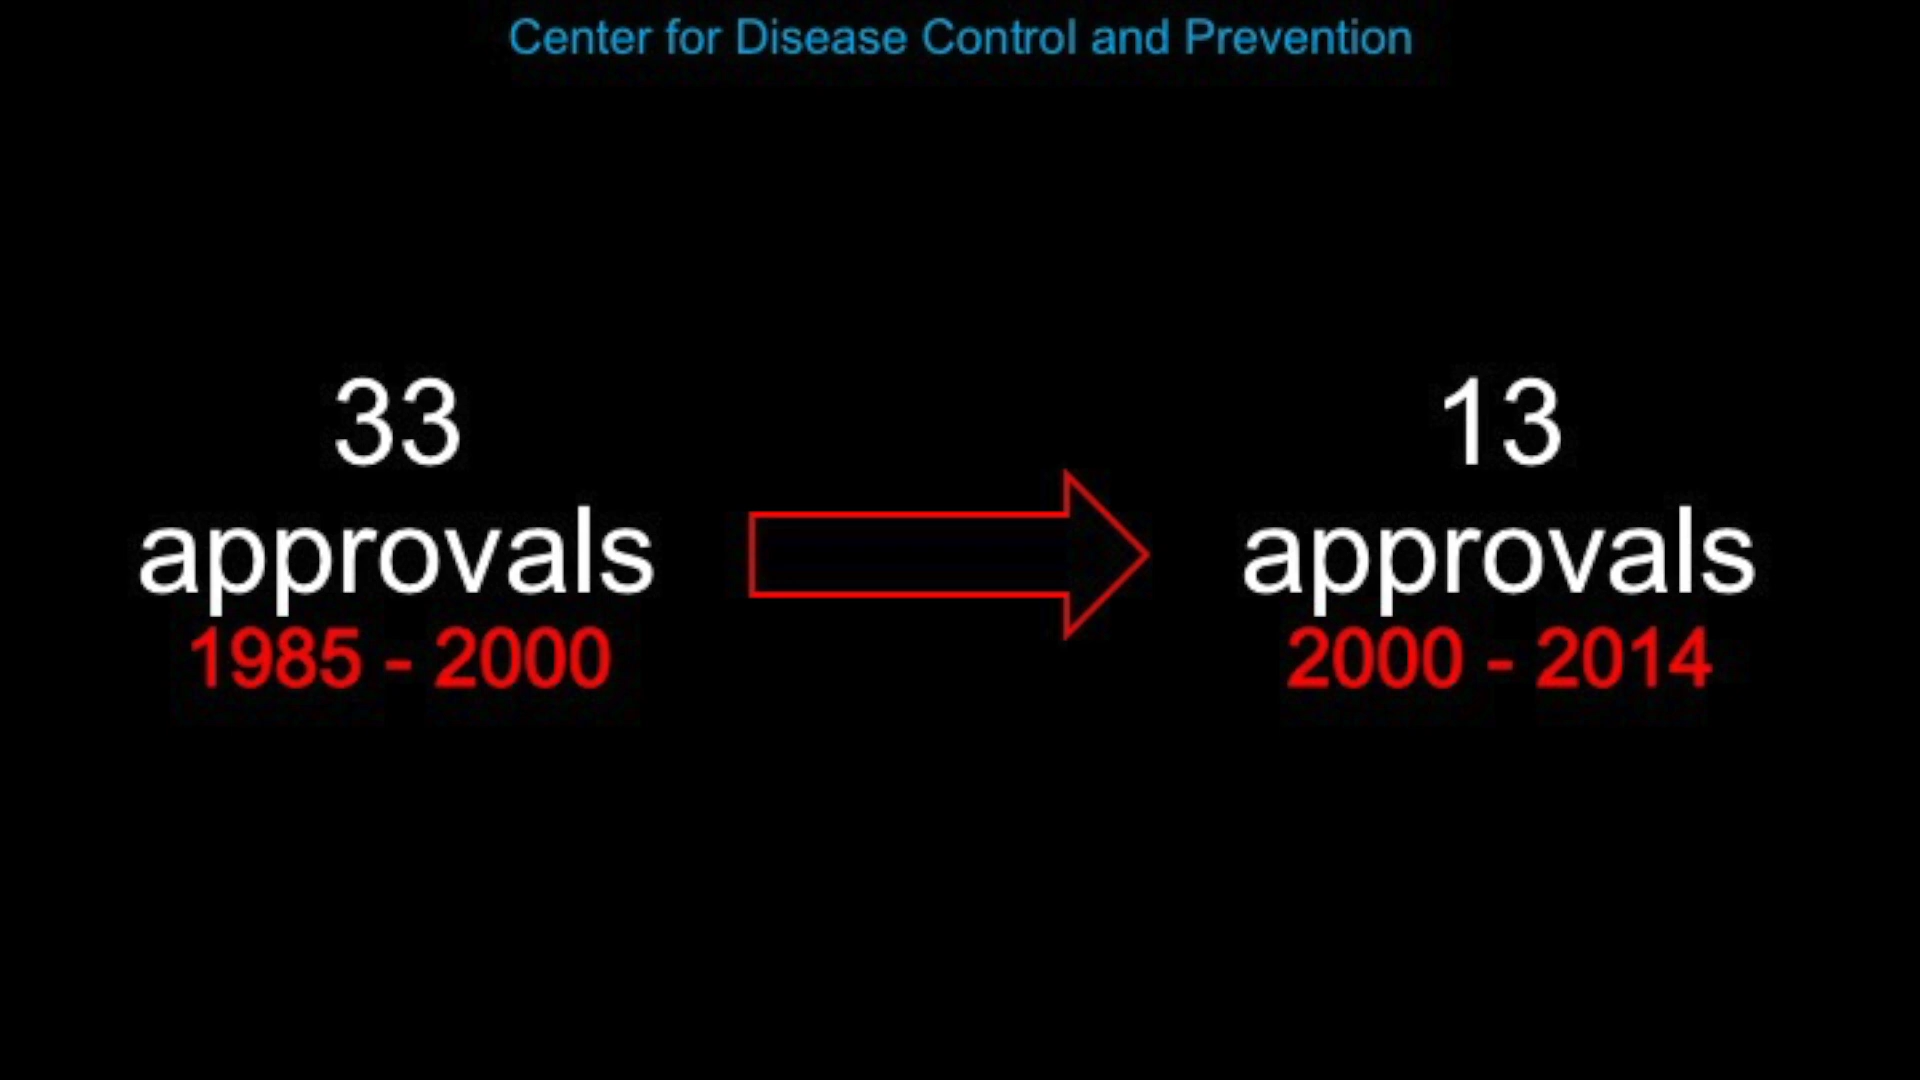 Center for Disease Control and Prevention
33
approvals
1985 - 2000
13
approvals
2000 - 2014